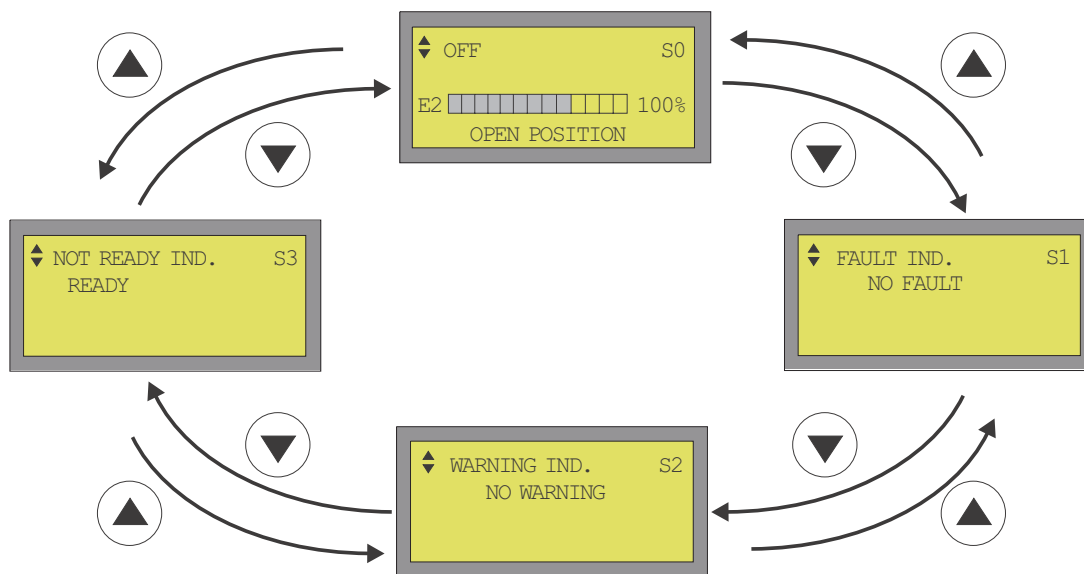 OFF S0
E2 100%
OPEN POSITION
NOT READY IND. S3
READY
FAULT IND. S1
NO FAULT
WARNING IND. S2
NO WARNING